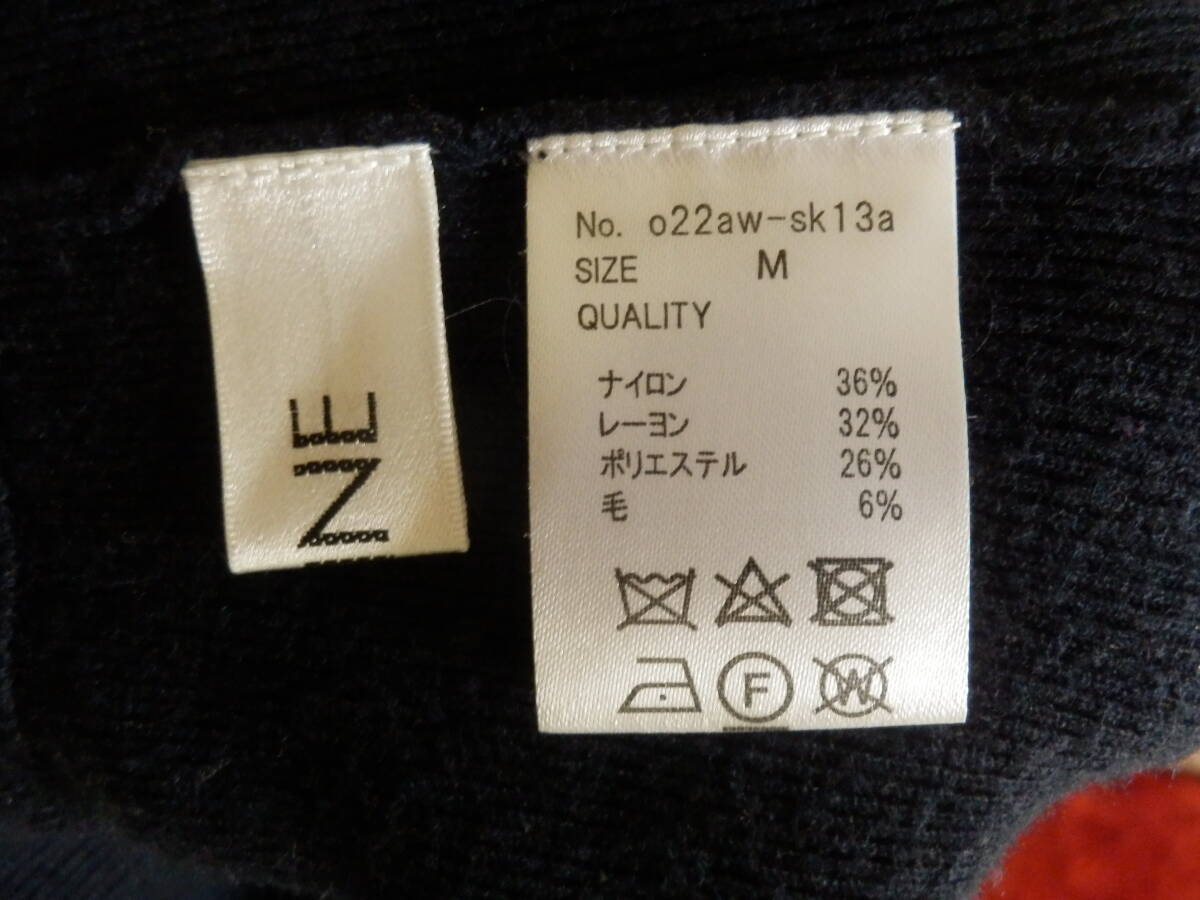 NE
No. o22aw-sk13a
SIZE M
QUALITY
ナイロン 36%
レーヨン 32%
ポリエステル 26%
毛 6%
F W